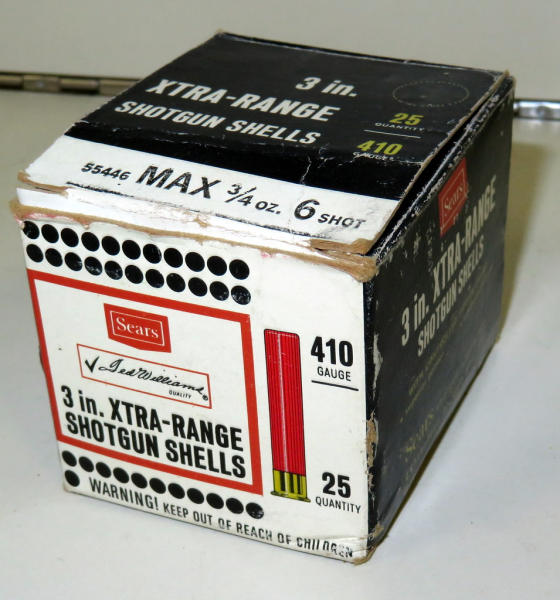 3 in.
XTRA-RANGE
SHOTGUN SHELLS
25
QUANTITY
410
GAUGE
55446 MAX 3/4 OZ. 6 SHOT
Sears
✓ Ted Williams ®
QUALITY
3 in. XTRA-RANGE
SHOTGUN SHELLS
410
GAUGE
25
QUANTITY
WARNING! KEEP OUT OF REACH OF CHILDREN
Sears
3 in. XTRA-RANGE
SHOTGUN SHELLS
Sears